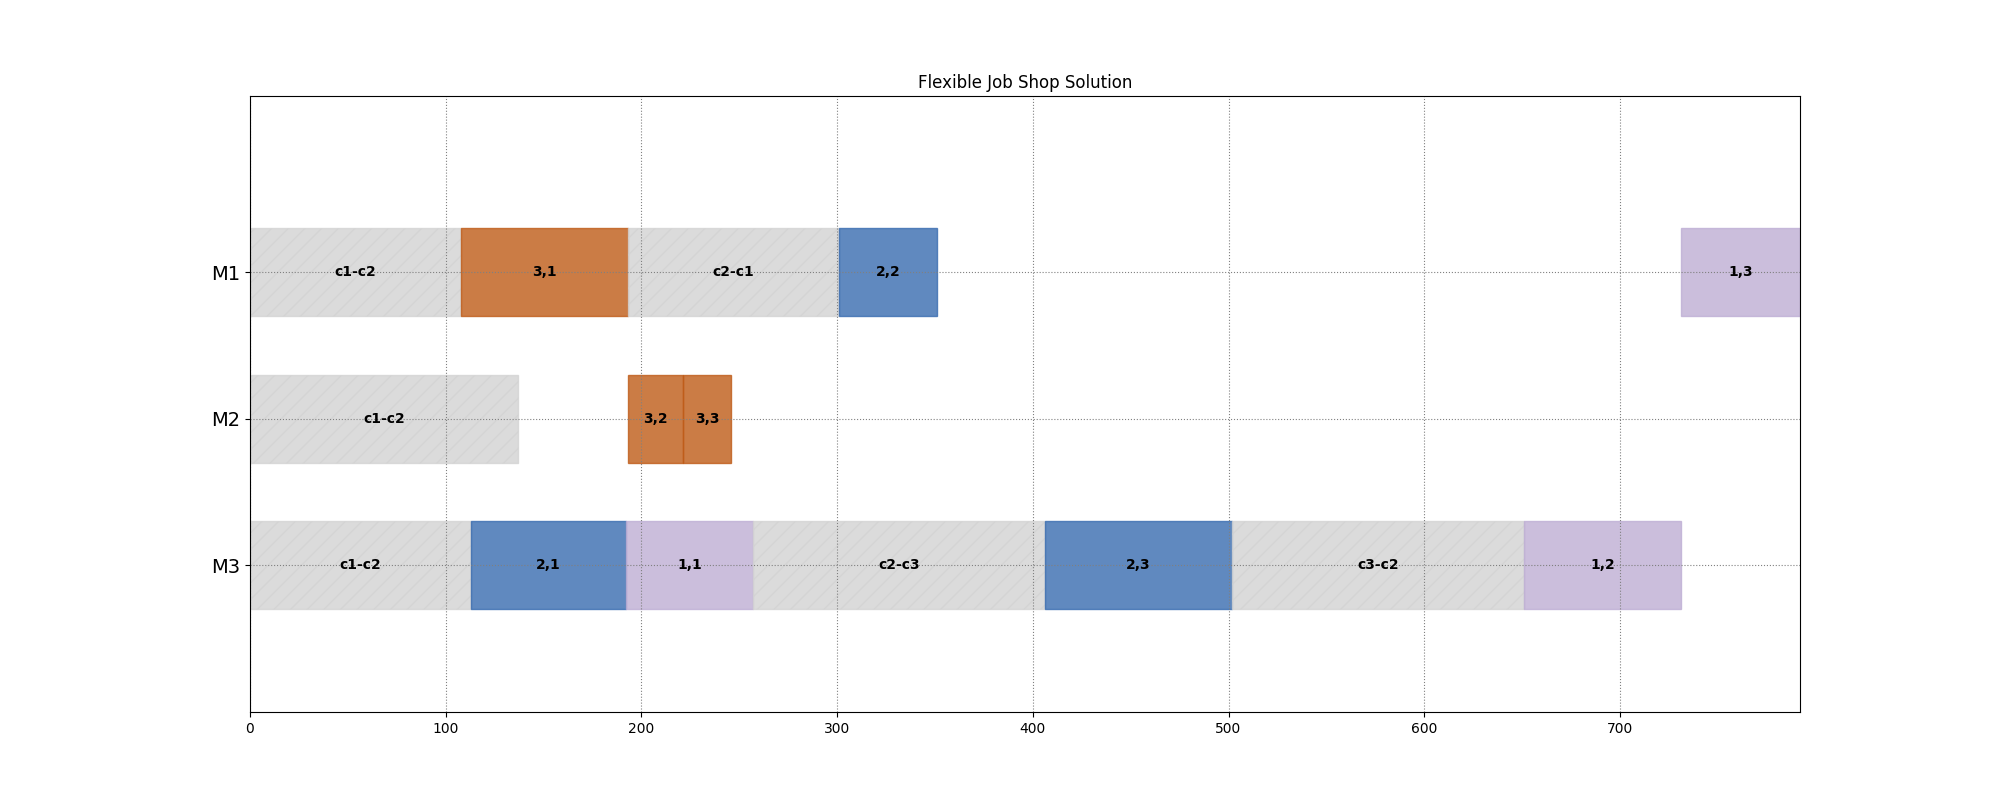 Flexible Job Shop Solution
M1 c1-c2 3,1 c2-c1 2,2 1,3
M2 c1-c2 3,2 3,3
M3 c1-c2 2,1 1,1 c2-c3 2,3 c3-c2 1,2
0 100 200 300 400 500 600 700